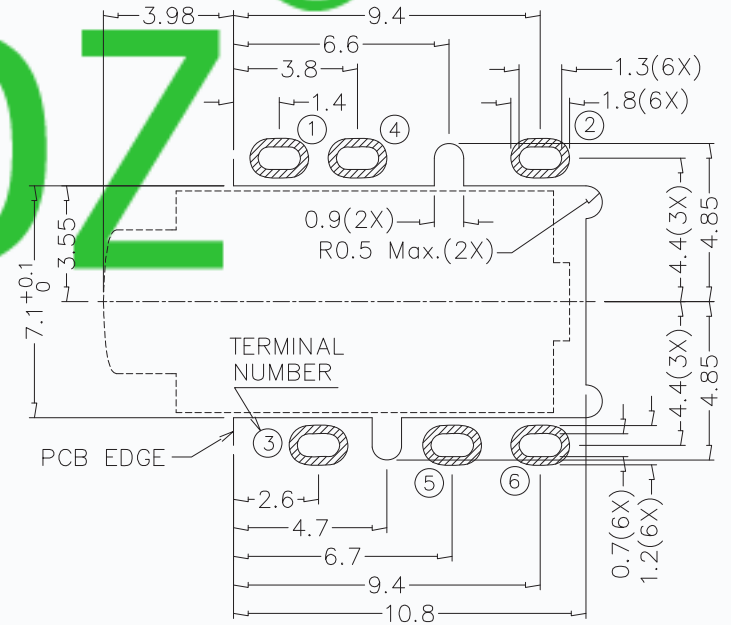 3.98
9.4
6.6
3.8
1.3(6X)
1.4
1.8(6X)
1
4
2
0.9(2X)
R0.5 Max.(2X)
3.55
4.4(3X)
4.85
7.1 +0.1 0
TERMINAL
NUMBER
4.4(3X)
4.85
3
PCB EDGE
5
6
2.6
4.7
6.7
9.4
10.8
0.7(6X)
1.2(6X)